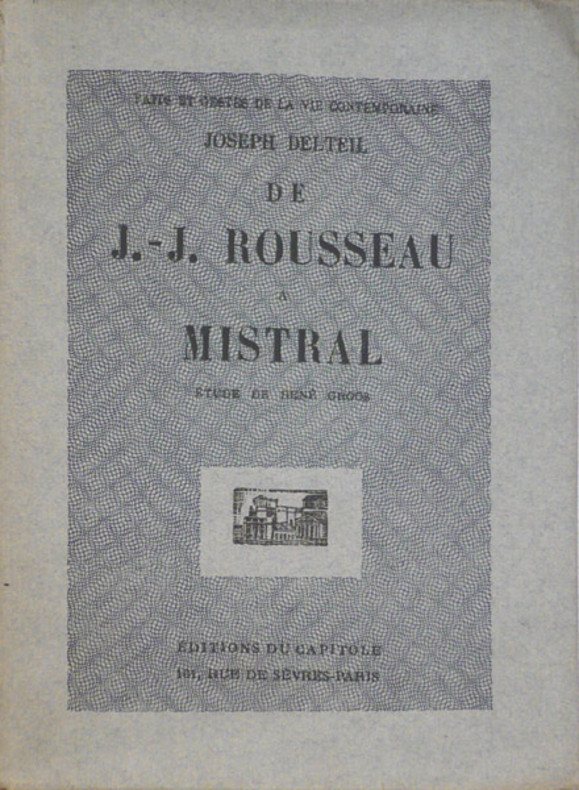 FAITS ET GESTES DE LA VIE CONTEMPORAINE
JOSEPH DELTEIL
DE
J.-J. ROUSSEAU
A
MISTRAL
ÉTUDE DE RENÉ GROOS
ÉDITIONS DU CAPITOLE
161, RUE DE SÈVRES-PARIS